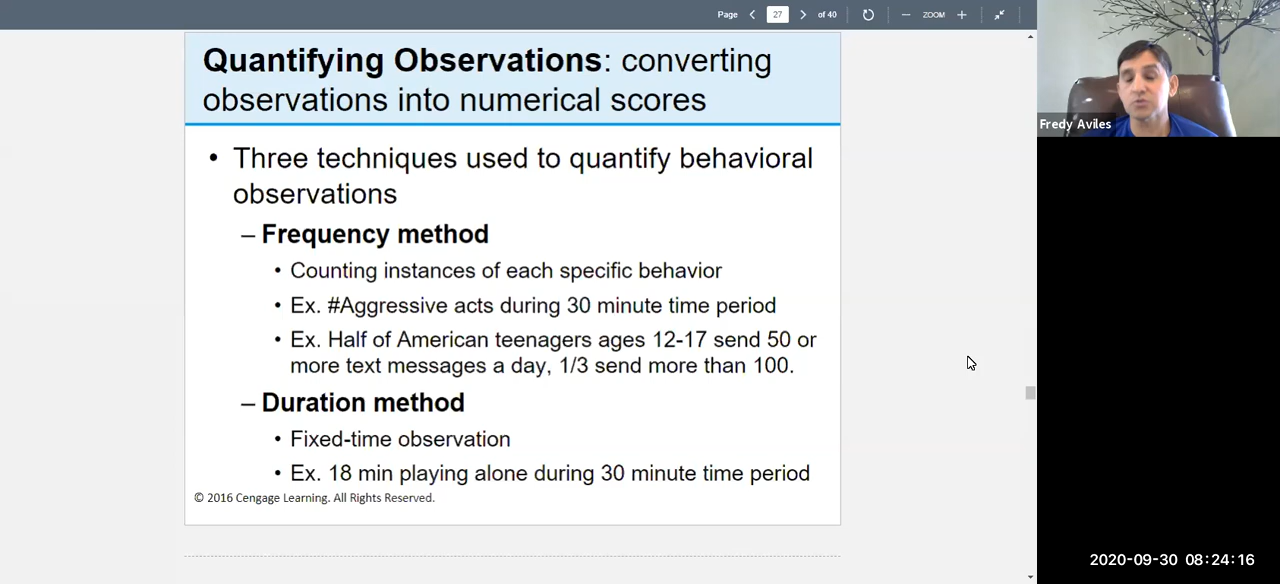 Page 27 of 40 ZOOM
Quantifying Observations: converting
observations into numerical scores
• Three techniques used to quantify behavioral
observations
– Frequency method
• Counting instances of each specific behavior
• Ex. #Aggressive acts during 30 minute time period
• Ex. Half of American teenagers ages 12-17 send 50 or
more text messages a day, 1/3 send more than 100.
– Duration method
• Fixed-time observation
• Ex. 18 min playing alone during 30 minute time period
© 2016 Cengage Learning. All Rights Reserved.
Fredy Aviles
2020-09-30 08:24:16